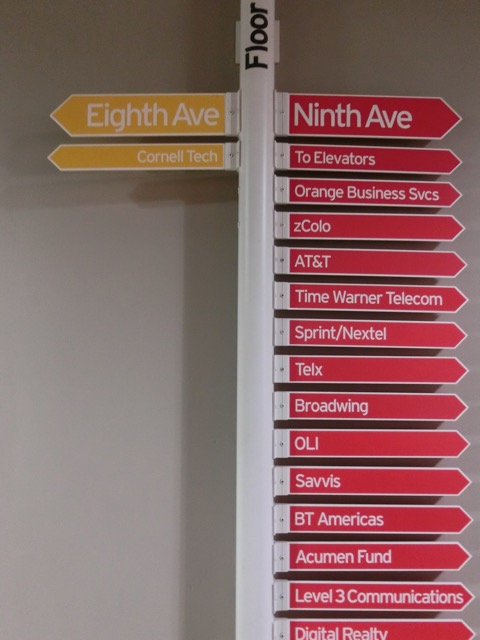 Floor
Eighth Ave
Cornell Tech
Ninth Ave
To Elevators
Orange Business Svcs
zColo
AT&T
Time Warner Telecom
Sprint/Nextel
Telx
Broadwing
OLI
Savvis
BT Americas
Acumen Fund
Level 3 Communications
Digital Realty